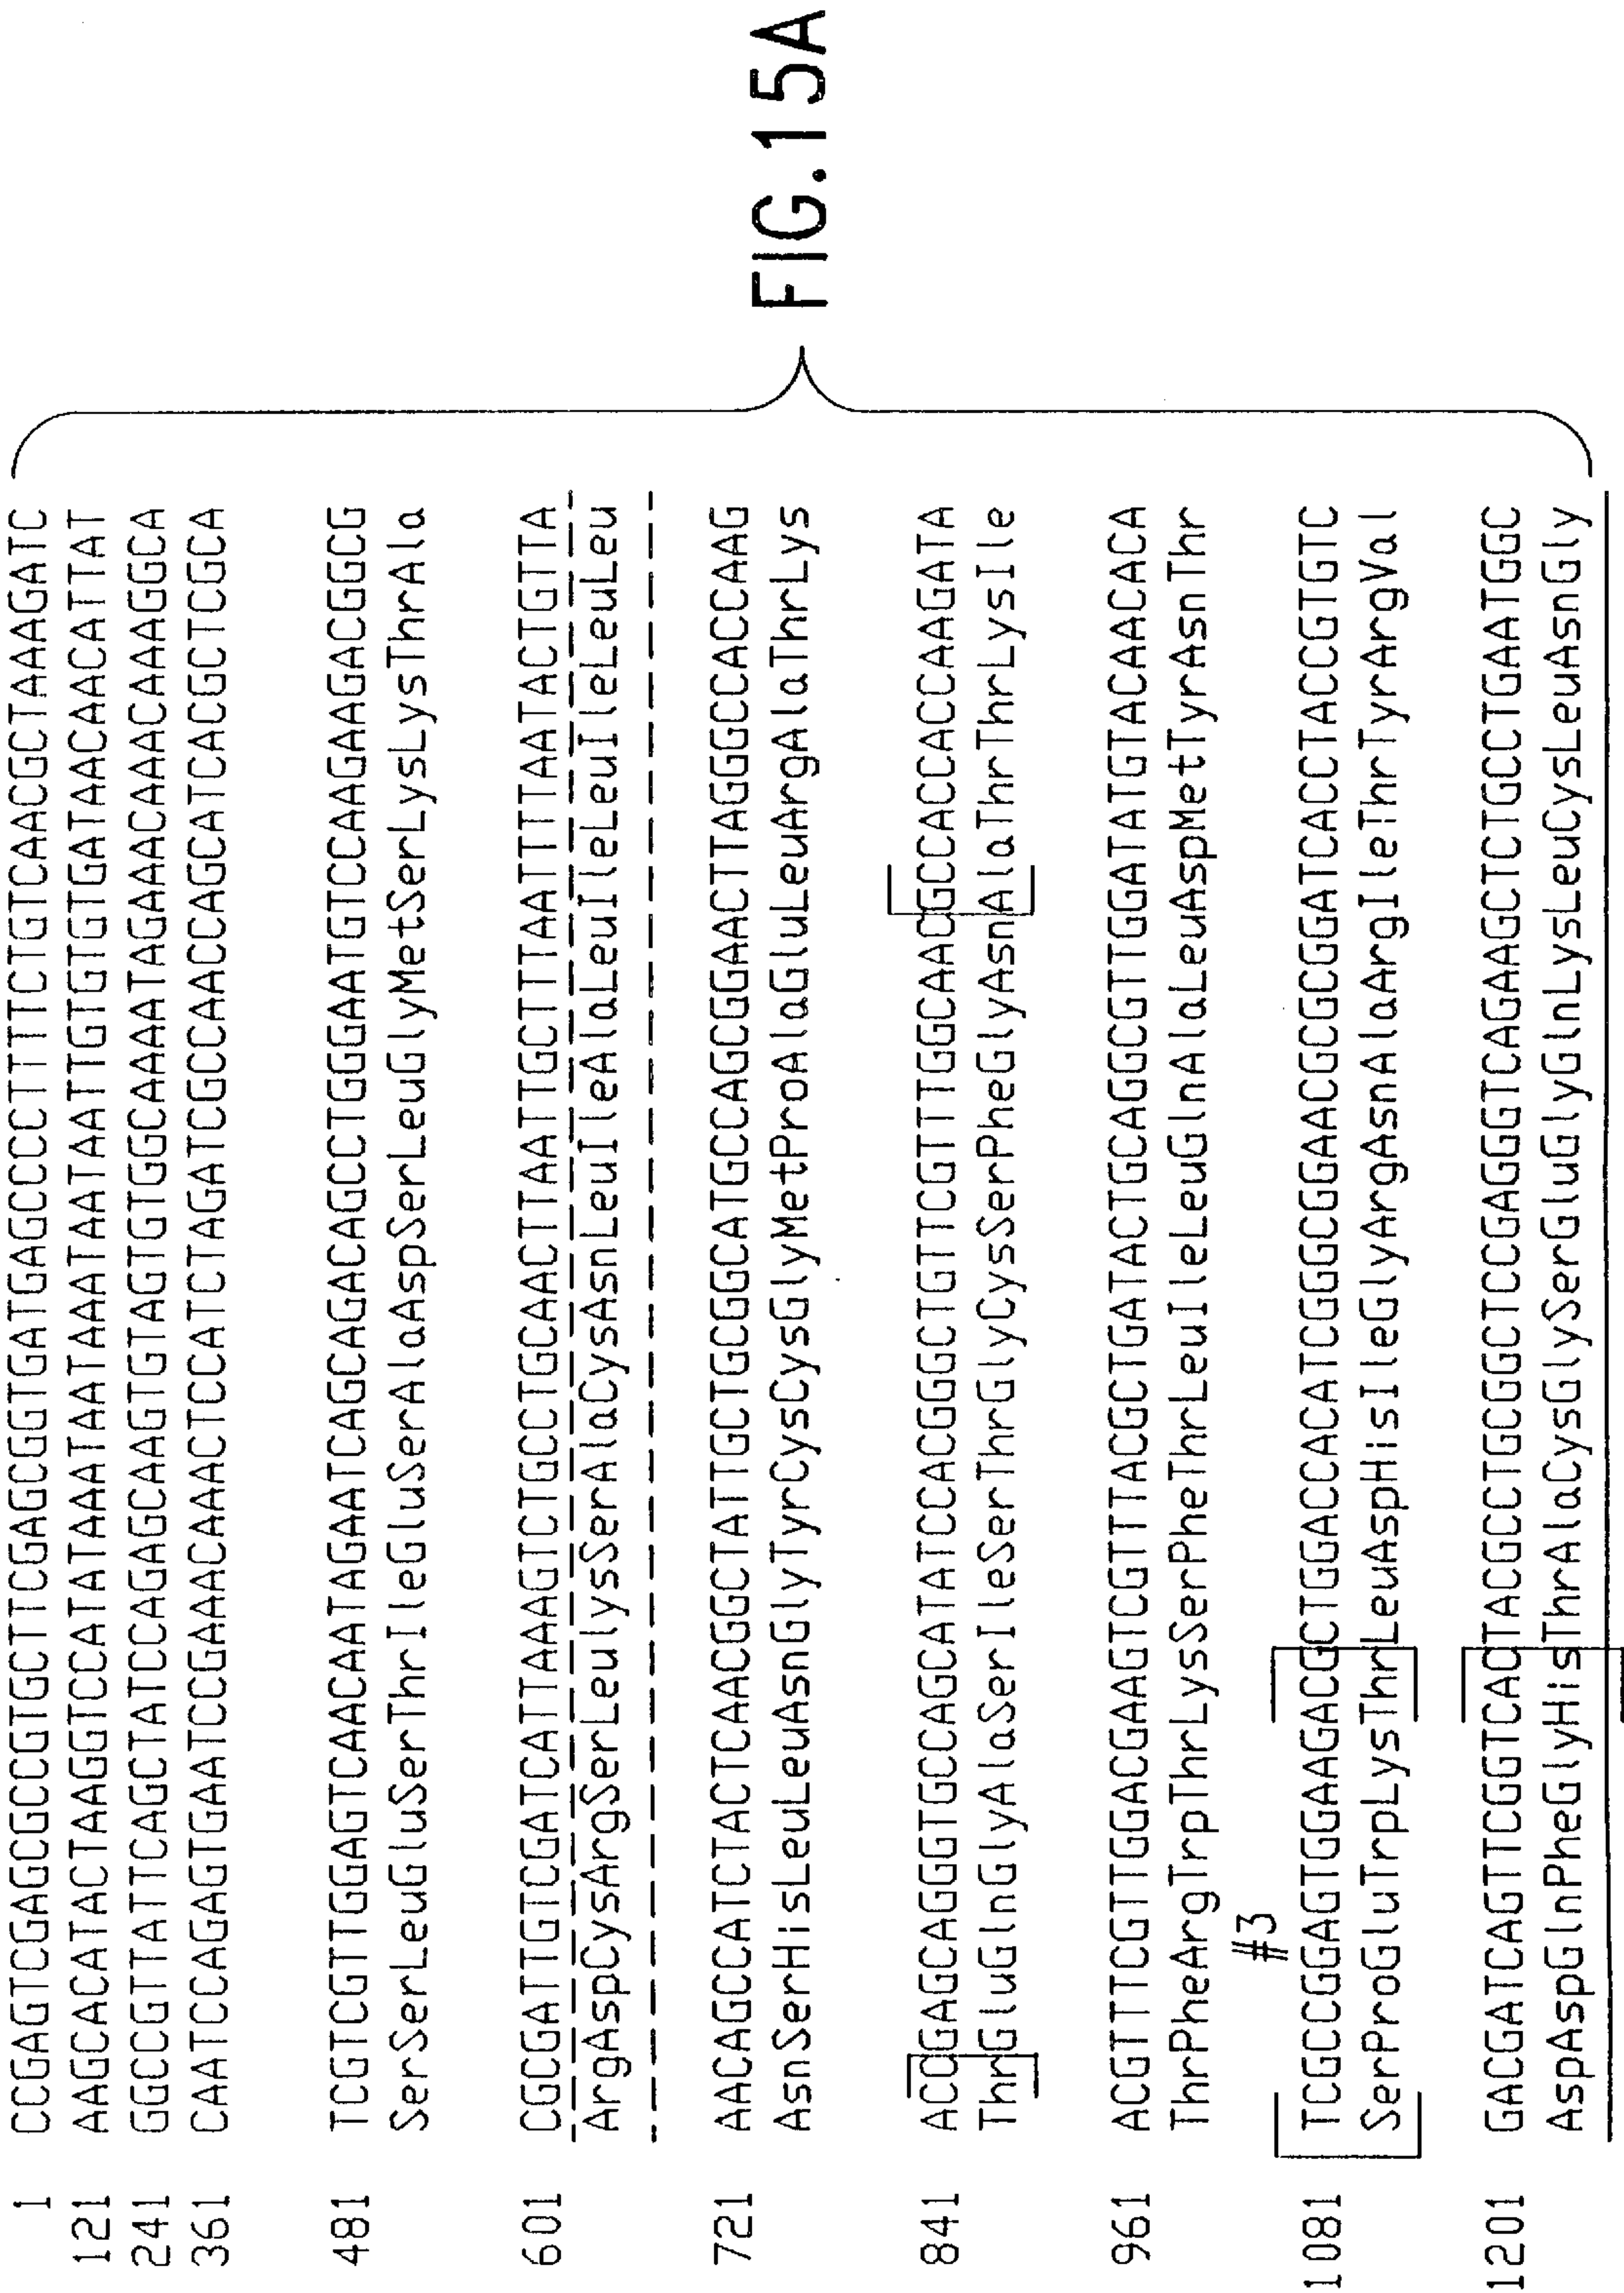 FIG.15A
1 CCGAGTCGAGCGCCGTGCTTCGAGCGGTGATGAGCCCCTTTTCTGTCAACGCTAAAGATC
121 AAGCACATACTAAGGTCCATATAAATAATAAATAATAATTGTGTGTGATAACAACATTAT
241 GGCCGTTATTCAGCTATCCAGAGCAAGTGTAGTGTGGCAAAATAGAAACAAACAAAGGCA
361 CAATCCAGAGTGAATCCGAAACAAACTCCATCTAGATCGCCAACCAGCATCACGCTCGCA
481 TCGTCGTTGGAGTCAACAATAGAATCAGCAGACAGCCTGGGAATGTCCAAGAAGACGGCG
SerSerLeuGluSerThrIleGluSerAlaAspSerLeuGlyMetSerLysLysThrAla
601 CGCGATTGTCGATCATTAAAGTCTGCCTGCAACTTAATTGCTTTAATTTTAATACTGTTA
ArgAspCysArgSerLeulysSerAlaCysAsnLeuIleAlaLeuIleLeuIleLeuLeu
721 AACAGCCATCTACTCAACGGCTATTGCTGCGGCATGCCAGCGGAACTTAGGGCCACCAAG
AsnSerHisLeuLeuAsnGlyTyrCysCysGlyMetProAlaGluLeuArgAlaThrLys
841 ACCGAGCAGGGTGCCAGCATATCCACGGGCTGTTCGTTTGGCAACGCCACCACCAAGATA
ThrGluGlnGlyAlaSerIleSerThrGlyCysSerPheGlyAsnAlaThrThrLysIle
961 ACGTTTCGTTGGACGAAGTCGTTTACGCTGATACTGCAGGCGTTGGATATGTACAACACA
ThrPheArgTrpThrLysSerPheThrLeuIleLeuGlnAlaLeuAspMetTyrAsnThr
#3
1081 TCGCCGGAGTGGAAGACGCTGGACCACATCGGGCGGAACGCGCGGATCACCTACCGTGTC
SerProGluTrpLysThrLeuAspHisIleGlyArgAsnAlaArgIleThrTyrArgVal
1201 GACGATCAGTTCGGTCACTACGCCTGCGGCTCCGAGGGTCAGAAGCTCTGCCTGAATGGC
AspAspGlnPheGlyHisThrAlaCysGlySerGluGlyGlnLysLeuCysLeuAsnGly